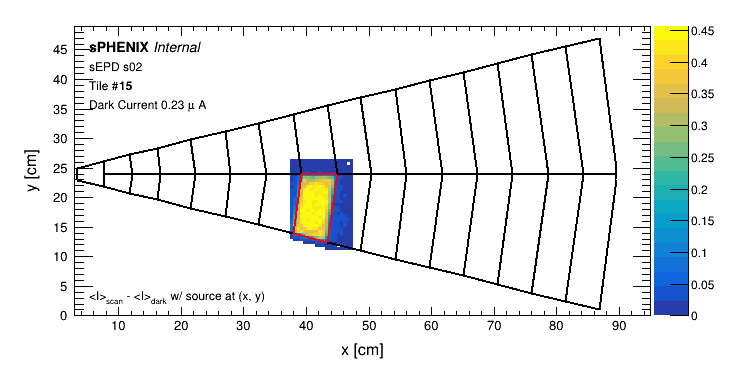 sPHENIX Internal
sEPD s02
Tile #15
Dark Current 0.23 μ A
<I>scan - <I>dark w/ source at (x, y)
y [cm]
45
40
35
30
25
20
15
10
5
0
10 20 30 40 50 60 70 80 90
x [cm]
0.45
0.4
0.35
0.3
0.25
0.2
0.15
0.1
0.05
0